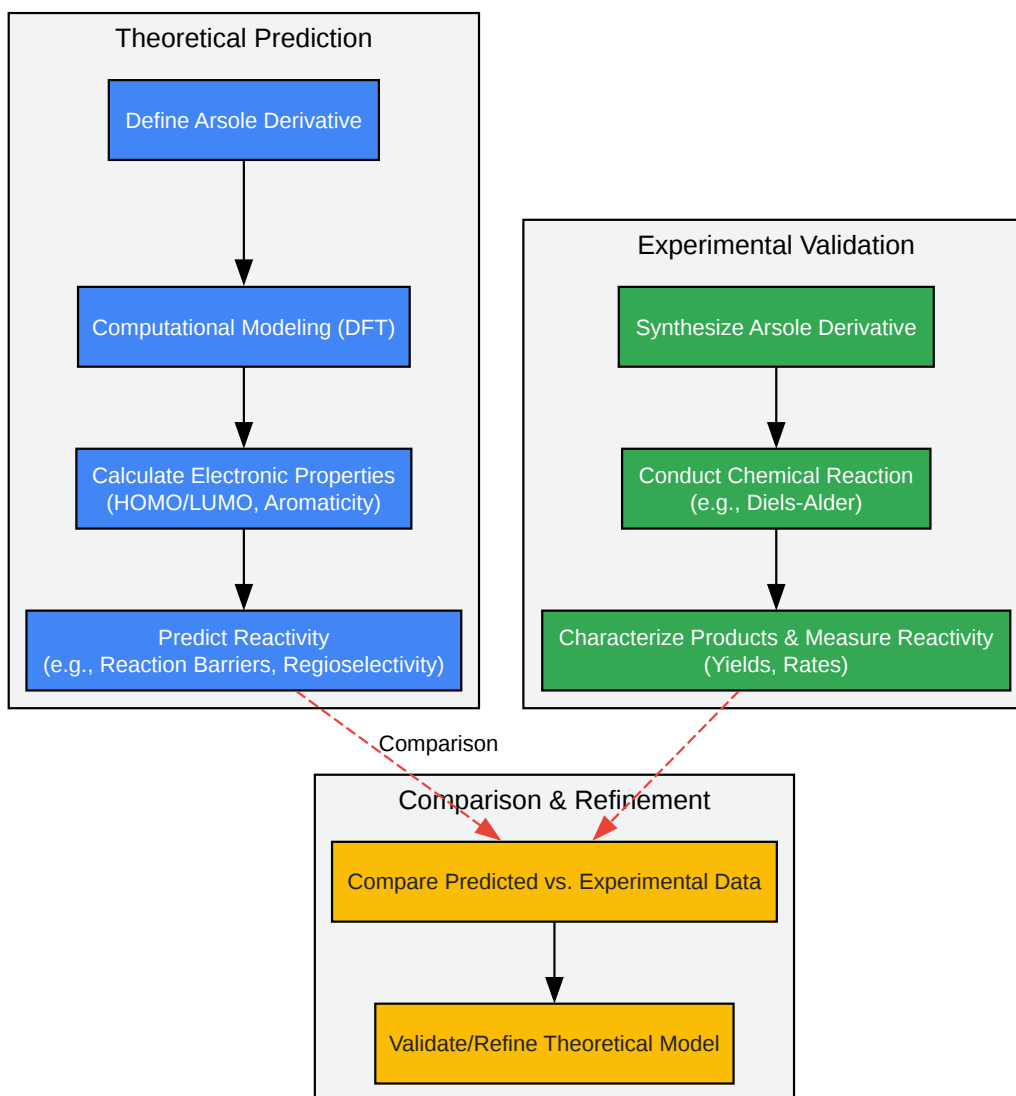 Theoretical Prediction
Define Arsole Derivative
Computational Modeling (DFT)
Calculate Electronic Properties
(HOMO/LUMO, Aromaticity)
Predict Reactivity
(e.g., Reaction Barriers, Regioselectivity)
Experimental Validation
Synthesize Arsole Derivative
Conduct Chemical Reaction
(e.g., Diels-Alder)
Characterize Products & Measure Reactivity
(Yields, Rates)
Comparison
Comparison & Refinement
Compare Predicted vs. Experimental Data
Validate/Refine Theoretical Model